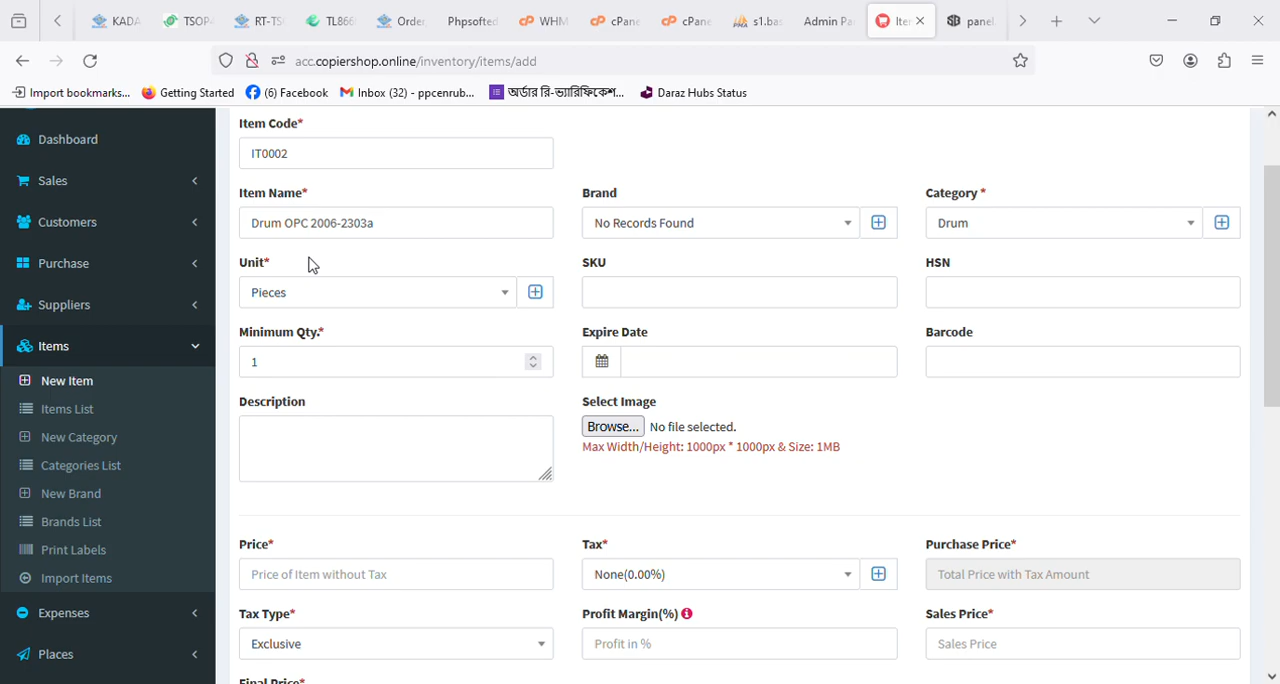 KADA
TSOP
RT-TS
TL866
Order
Phpsofted
WHM
cPane
cPane
s1.ba
Admin Pa
Ite
panel
acc.copiershop.online/inventory/items/add
Import bookmarks...
Getting Started
(6) Facebook
Inbox (32) - ppcenrub...
অর্ডার রি-ভ্যারিফিকেশ...
Daraz Hubs Status
Dashboard
Sales
Customers
Purchase
Suppliers
Items
New Item
Items List
New Category
Categories List
New Brand
Brands List
Print Labels
Import Items
Expenses
Places
Item Code*
IT0002
Item Name* Brand Category *
Drum OPC 2006-2303a No Records Found Drum
Unit* SKU HSN
Pieces
Minimum Qty.* Expire Date Barcode
1
Description Select Image
Browse... No file selected.
Max Width/Height: 1000px * 1000px & Size: 1MB
Price* Tax* Purchase Price*
Price of Item without Tax None(0.00%) Total Price with Tax Amount
Tax Type* Profit Margin(%) Sales Price*
Exclusive Profit in % Sales Price
Final Price*